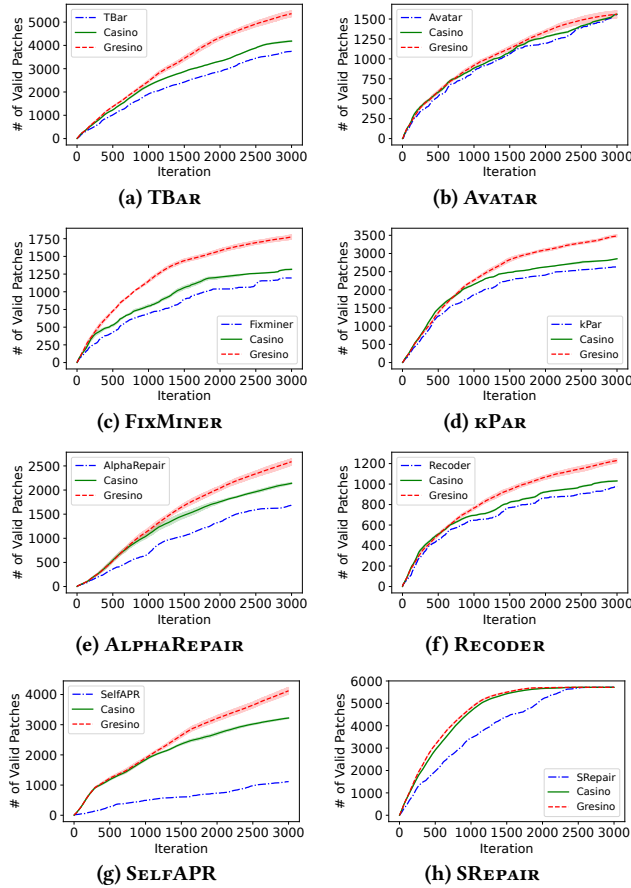 # of Valid Patches
5000
4000
3000
2000
1000
0
TBar
Casino
Gresino
0 500 1000 1500 2000 2500 3000
Iteration
(a) TBAR
# of Valid Patches
1500
1250
1000
750
500
250
0
Avatar
Casino
Gresino
0 500 1000 1500 2000 2500 3000
Iteration
(b) AVATAR
# of Valid Patches
1750
1500
1250
1000
750
500
250
0
Fixminer
Casino
Gresino
0 500 1000 1500 2000 2500 3000
Iteration
(c) FIXMINER
# of Valid Patches
3500
3000
2500
2000
1500
1000
500
0
kPar
Casino
Gresino
0 500 1000 1500 2000 2500 3000
Iteration
(d) KPAR
# of Valid Patches
2500
2000
1500
1000
500
0
AlphaRepair
Casino
Gresino
0 500 1000 1500 2000 2500 3000
Iteration
(e) ALPHAREPAIR
# of Valid Patches
1200
1000
800
600
400
200
0
Recoder
Casino
Gresino
0 500 1000 1500 2000 2500 3000
Iteration
(f) RECODER
# of Valid Patches
4000
3000
2000
1000
0
SelfAPR
Casino
Gresino
0 500 1000 1500 2000 2500 3000
Iteration
(g) SELFAPR
# of Valid Patches
6000
5000
4000
3000
2000
1000
0
SRepair
Casino
Gresino
0 500 1000 1500 2000 2500 3000
Iteration
(h) SREPAIR